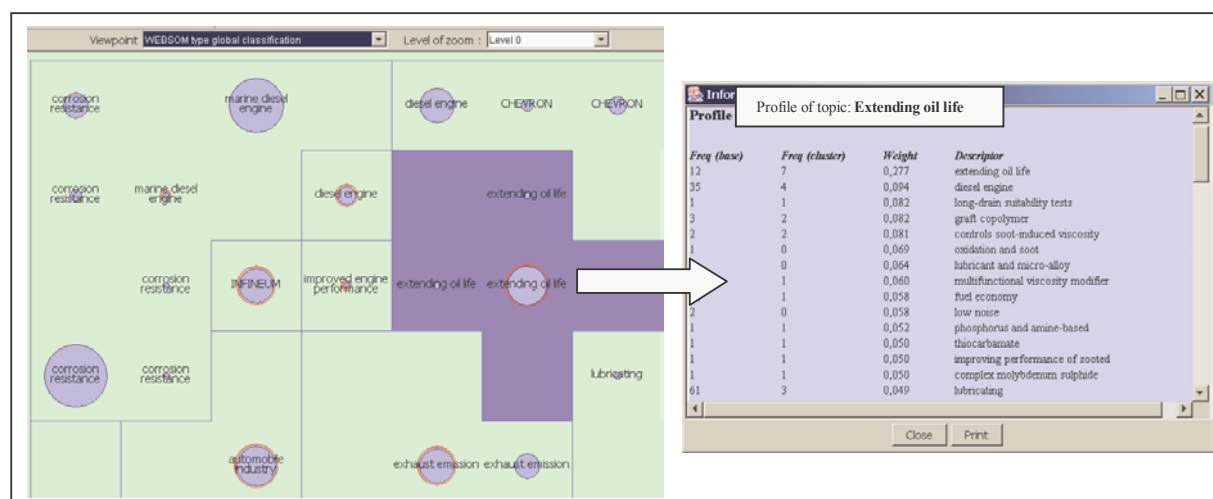 Viewpoint WEBSOM type global classification Level of zoom : Level 0
corrosion
resistance
marine diesel
engine
diesel engine
CHEVRON
CHEVRON
corrosion
resistance
marine diesel
engine
diesel engine
extending oil life
corrosion
resistance
INFINEUM
improved engine
performance
extending oil life
extending oil life
corrosion
resistance
corrosion
resistance
lubricating
automobile
industry
exhaust emission
exhaust emission
Infor
Profile of topic: Extending oil life
Profile
Freq (base) Freq (cluster) Weight Descriptor
12 7 0,277 extending oil life
35 4 0,094 diesel engine
1 1 0,082 long-drain suitability tests
3 2 0,082 graft copolymer
2 2 0,081 controls soot-induced viscosity
1 0 0,069 oxidation and soot
0 0,064 lubricant and micro-alloy
1 0,060 multifunctional viscosity modifier
1 0,058 fuel economy
2 0 0,058 low noise
1 1 0,052 phosphorus and amine-based
1 1 0,050 thiocarbamate
1 1 0,050 improving performance of sooted
1 1 0,050 complex molybdenum sulphide
61 3 0,049 lubricating
Close Print